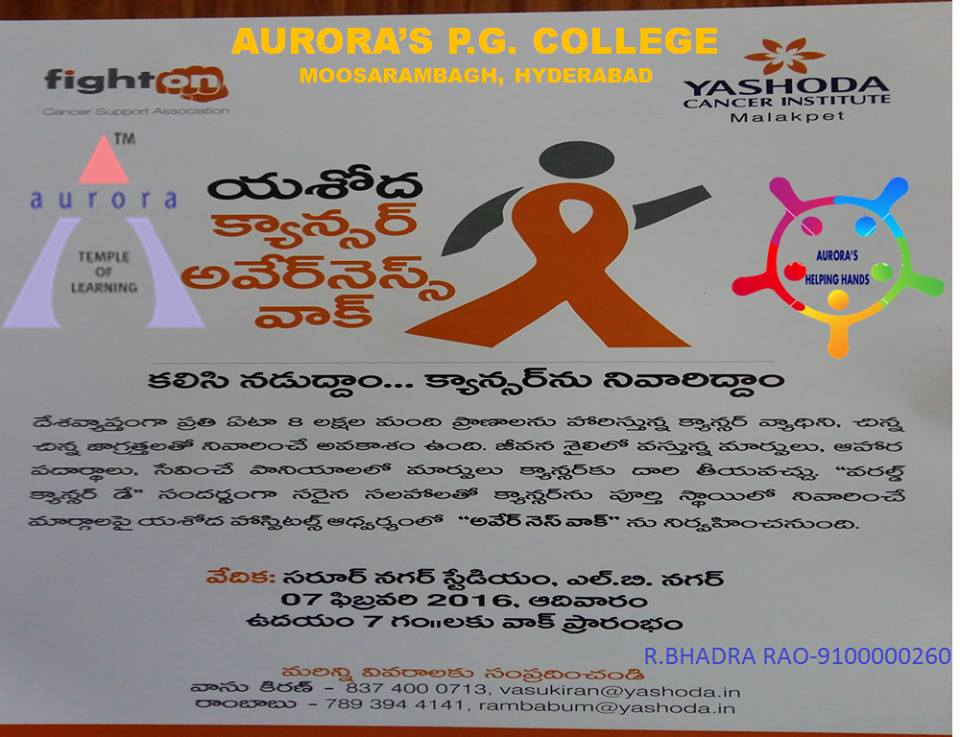 AURORA'S P.G. COLLEGE
MOOSARAMBAGH, HYDERABAD
fight on
Cancer Support Association
YASHODA
CANCER INSTITUTE
Malakpet
TM
aurora
TEMPLE
OF
LEARNING
యశోద
క్యాన్సర్
అవేర్‌నెస్స్
వాక్
AURORA'S
HELPING HANDS
కలిసి నడుద్దాం... క్యాన్సర్‌ను నివారిద్దాం
దేశవ్యాప్తంగా ప్రతి ఏటా 8 లక్షల మంది ప్రాణాలను హరిస్తున్న క్యాన్సర్ వ్యాధిని, చిన్న
చిన్న జాగ్రత్తలతో నివారించే అవకాశం ఉంది. జీవన శైలిలో వస్తున్న మార్పులు, ఆహార
పదార్థాలు, సేవించే పానియాలలో మార్పులు క్యాన్సర్‌కు దారి తీయవచ్చు. “వరల్డ్
క్యాన్సర్ డే” సందర్భంగా సరైన సలహాలతో క్యాన్సర్‌ను పూర్తి స్థాయిలో నివారించే
మార్గాలపై యశోద హాస్పిటల్స్ ఆధ్వర్యంలో “అవేర్ నెస్ వాక్” ను నిర్వహించనుంది.
వేదిక: సరూర్ నగర్ స్టేడియం, ఎల్.బి. నగర్
07 ఫిబ్రవరి 2016, ఆదివారం
ఉదయం 7 గం॥లకు వాక్ ప్రారంభం
R.BHADRA RAO-9100000260
మరిన్ని వివరాలకు సంప్రదించండి
వాసు కిరణ్ - 837 400 0713, vasukiran@yashoda.in
రాంబాబు - 789 394 4141, rambabum@yashoda.in